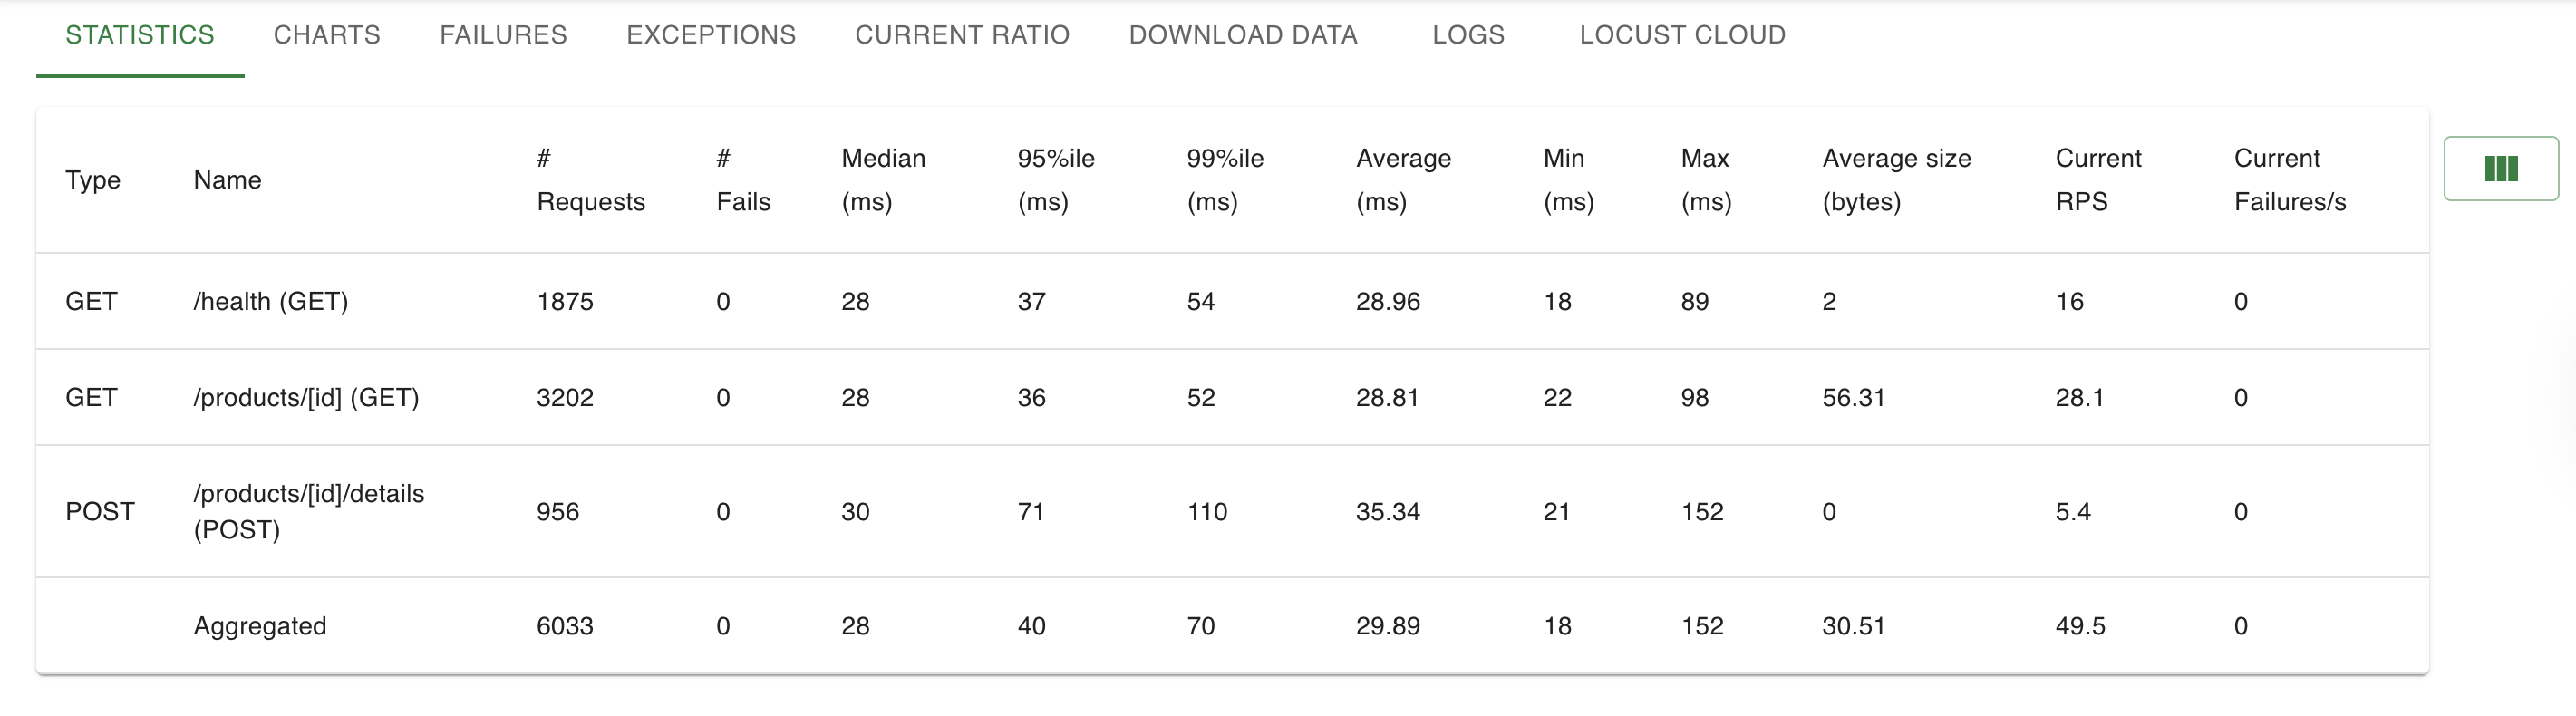 STATISTICS CHARTS FAILURES EXCEPTIONS CURRENT RATIO DOWNLOAD DATA LOGS LOCUST CLOUD
Type Name # Requests # Fails Median (ms) 95%ile (ms) 99%ile (ms) Average (ms) Min (ms) Max (ms) Average size (bytes) Current RPS Current Failures/s
GET /health (GET) 1875 0 28 37 54 28.96 18 89 2 16 0
GET /products/[id] (GET) 3202 0 28 36 52 28.81 22 98 56.31 28.1 0
POST /products/[id]/details (POST) 956 0 30 71 110 35.34 21 152 0 5.4 0
Aggregated 6033 0 28 40 70 29.89 18 152 30.51 49.5 0